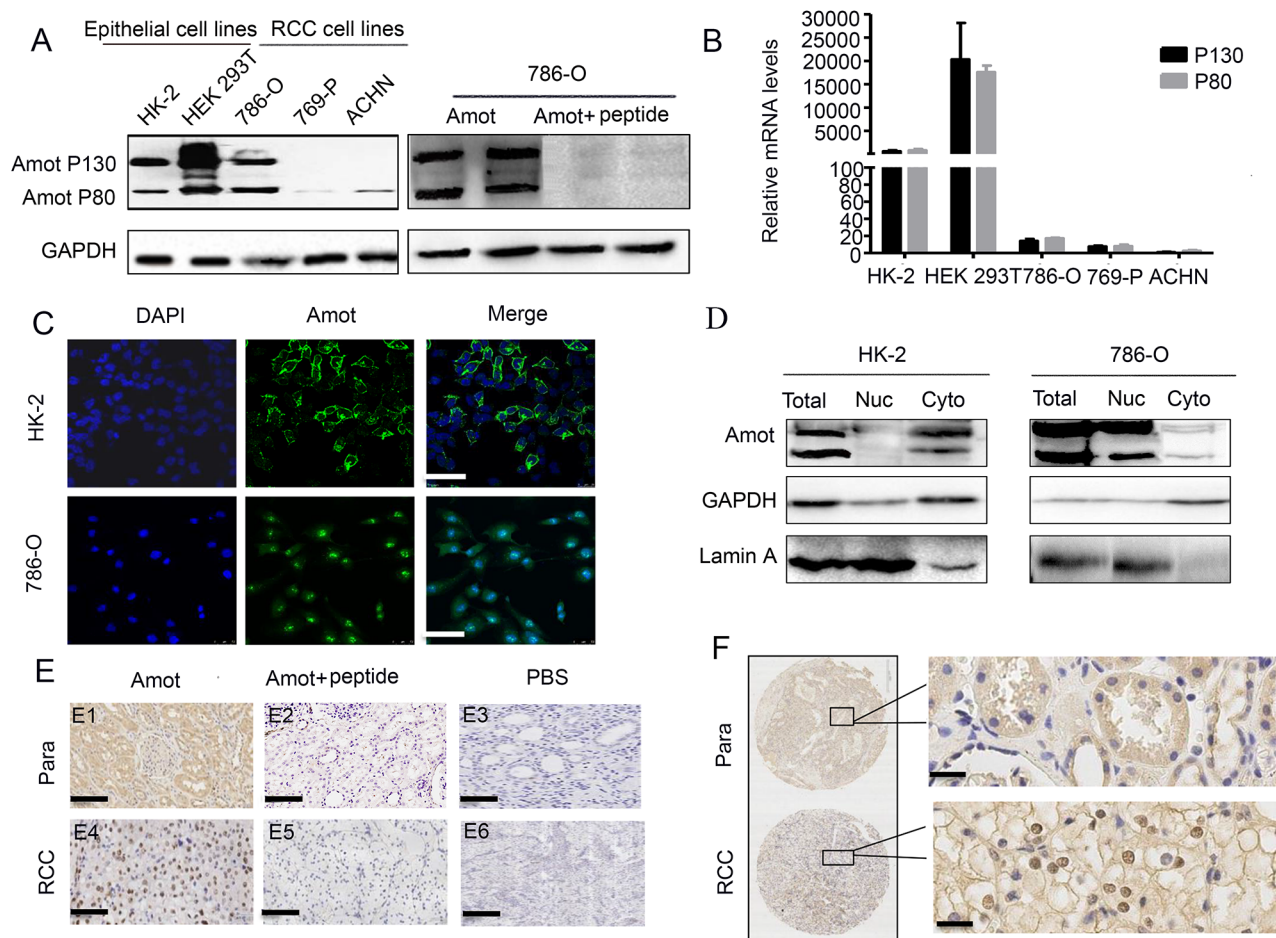 A
Epithelial cell lines
RCC cell lines
HK-2
HEK 293T
786-O
769-P
ACHN
786-O
Amot
Amot+ peptide
Amot P130
Amot P80
GAPDH
B
Relative mRNA levels
30000
25000
20000
15000
10000
5000
100
80
60
40
20
0
P130
P80
HK-2
HEK 293T
786-O
769-P
ACHN
C
DAPI
Amot
Merge
HK-2
786-O
D
HK-2
786-O
Total
Nuc
Cyto
Total
Nuc
Cyto
Amot
GAPDH
Lamin A
E
Amot
Amot+peptide
PBS
Para
E1
E2
E3
RCC
E4
E5
E6
F
Para
RCC